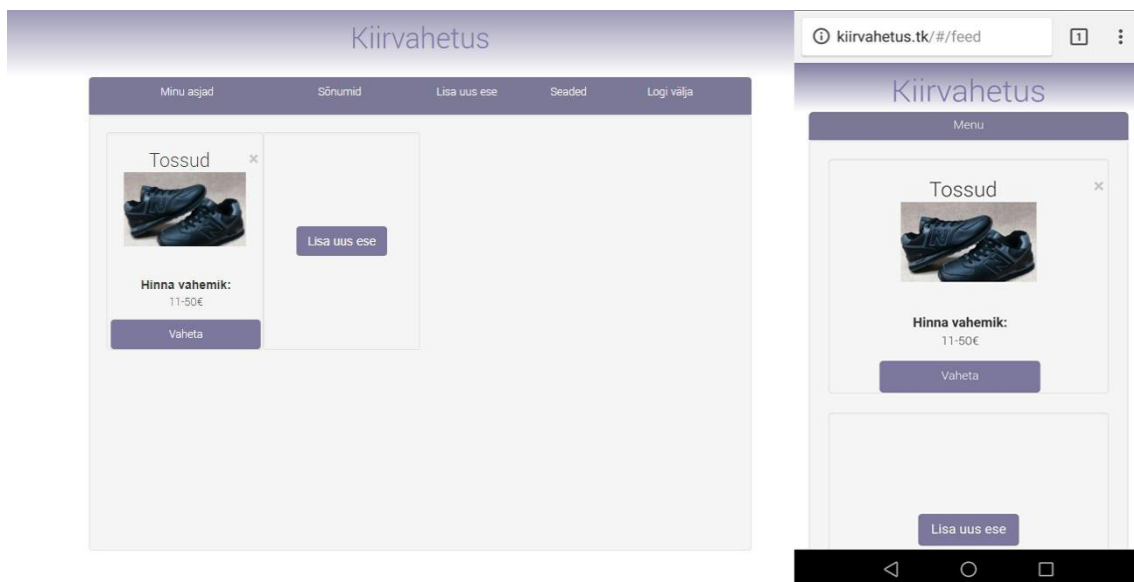 Kiirvahetus
Minu asjad Sõnumid Lisa uus ese Seaded Logi välja
Tossud ×
Lisa uus ese
Hinna vahemik:
11-50€
Vaheta
kiirvahetus.tk/#/feed 1
Kiirvahetus
Menu
Tossud ×
Hinna vahemik:
11-50€
Vaheta
Lisa uus ese